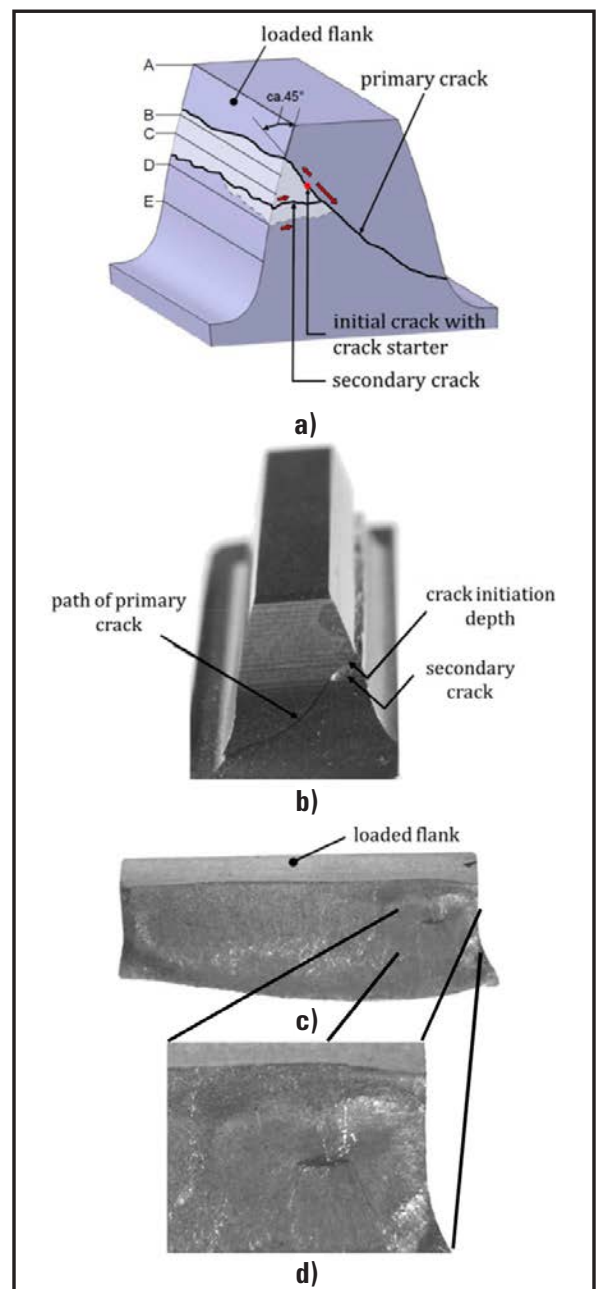 loaded flank
A
primary crack
ca.45°
B
C
D
E
initial crack with
crack starter
secondary crack
a)
path of primary
crack
crack initiation
depth
secondary
crack
b)
loaded flank
c)
d)